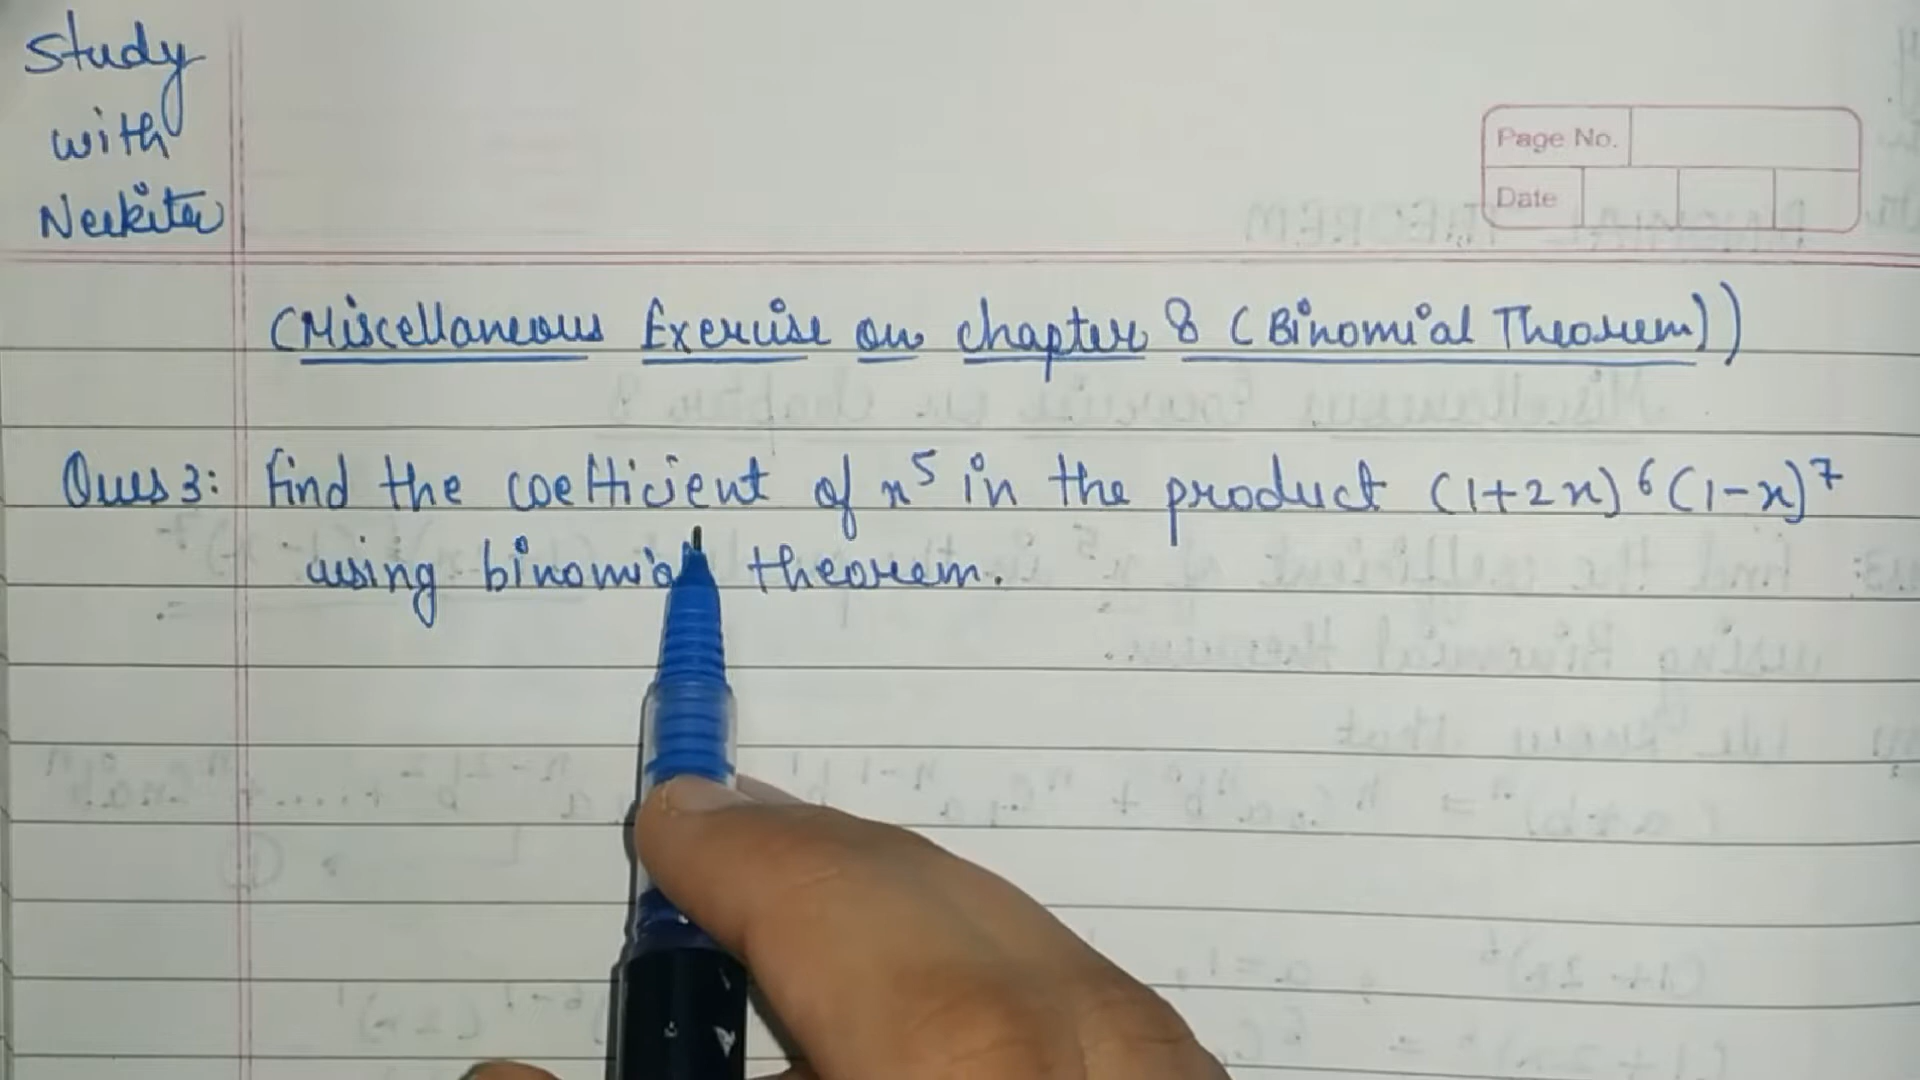 Study
with
Neekita
Page No.
Date
(Miscellaneous Exercise on chapter 8 (Binomial Theorem))
Ques 3: Find the coefficient of x⁵ in the product (1+2x)⁶(1-x)⁷
using binomial theorem.